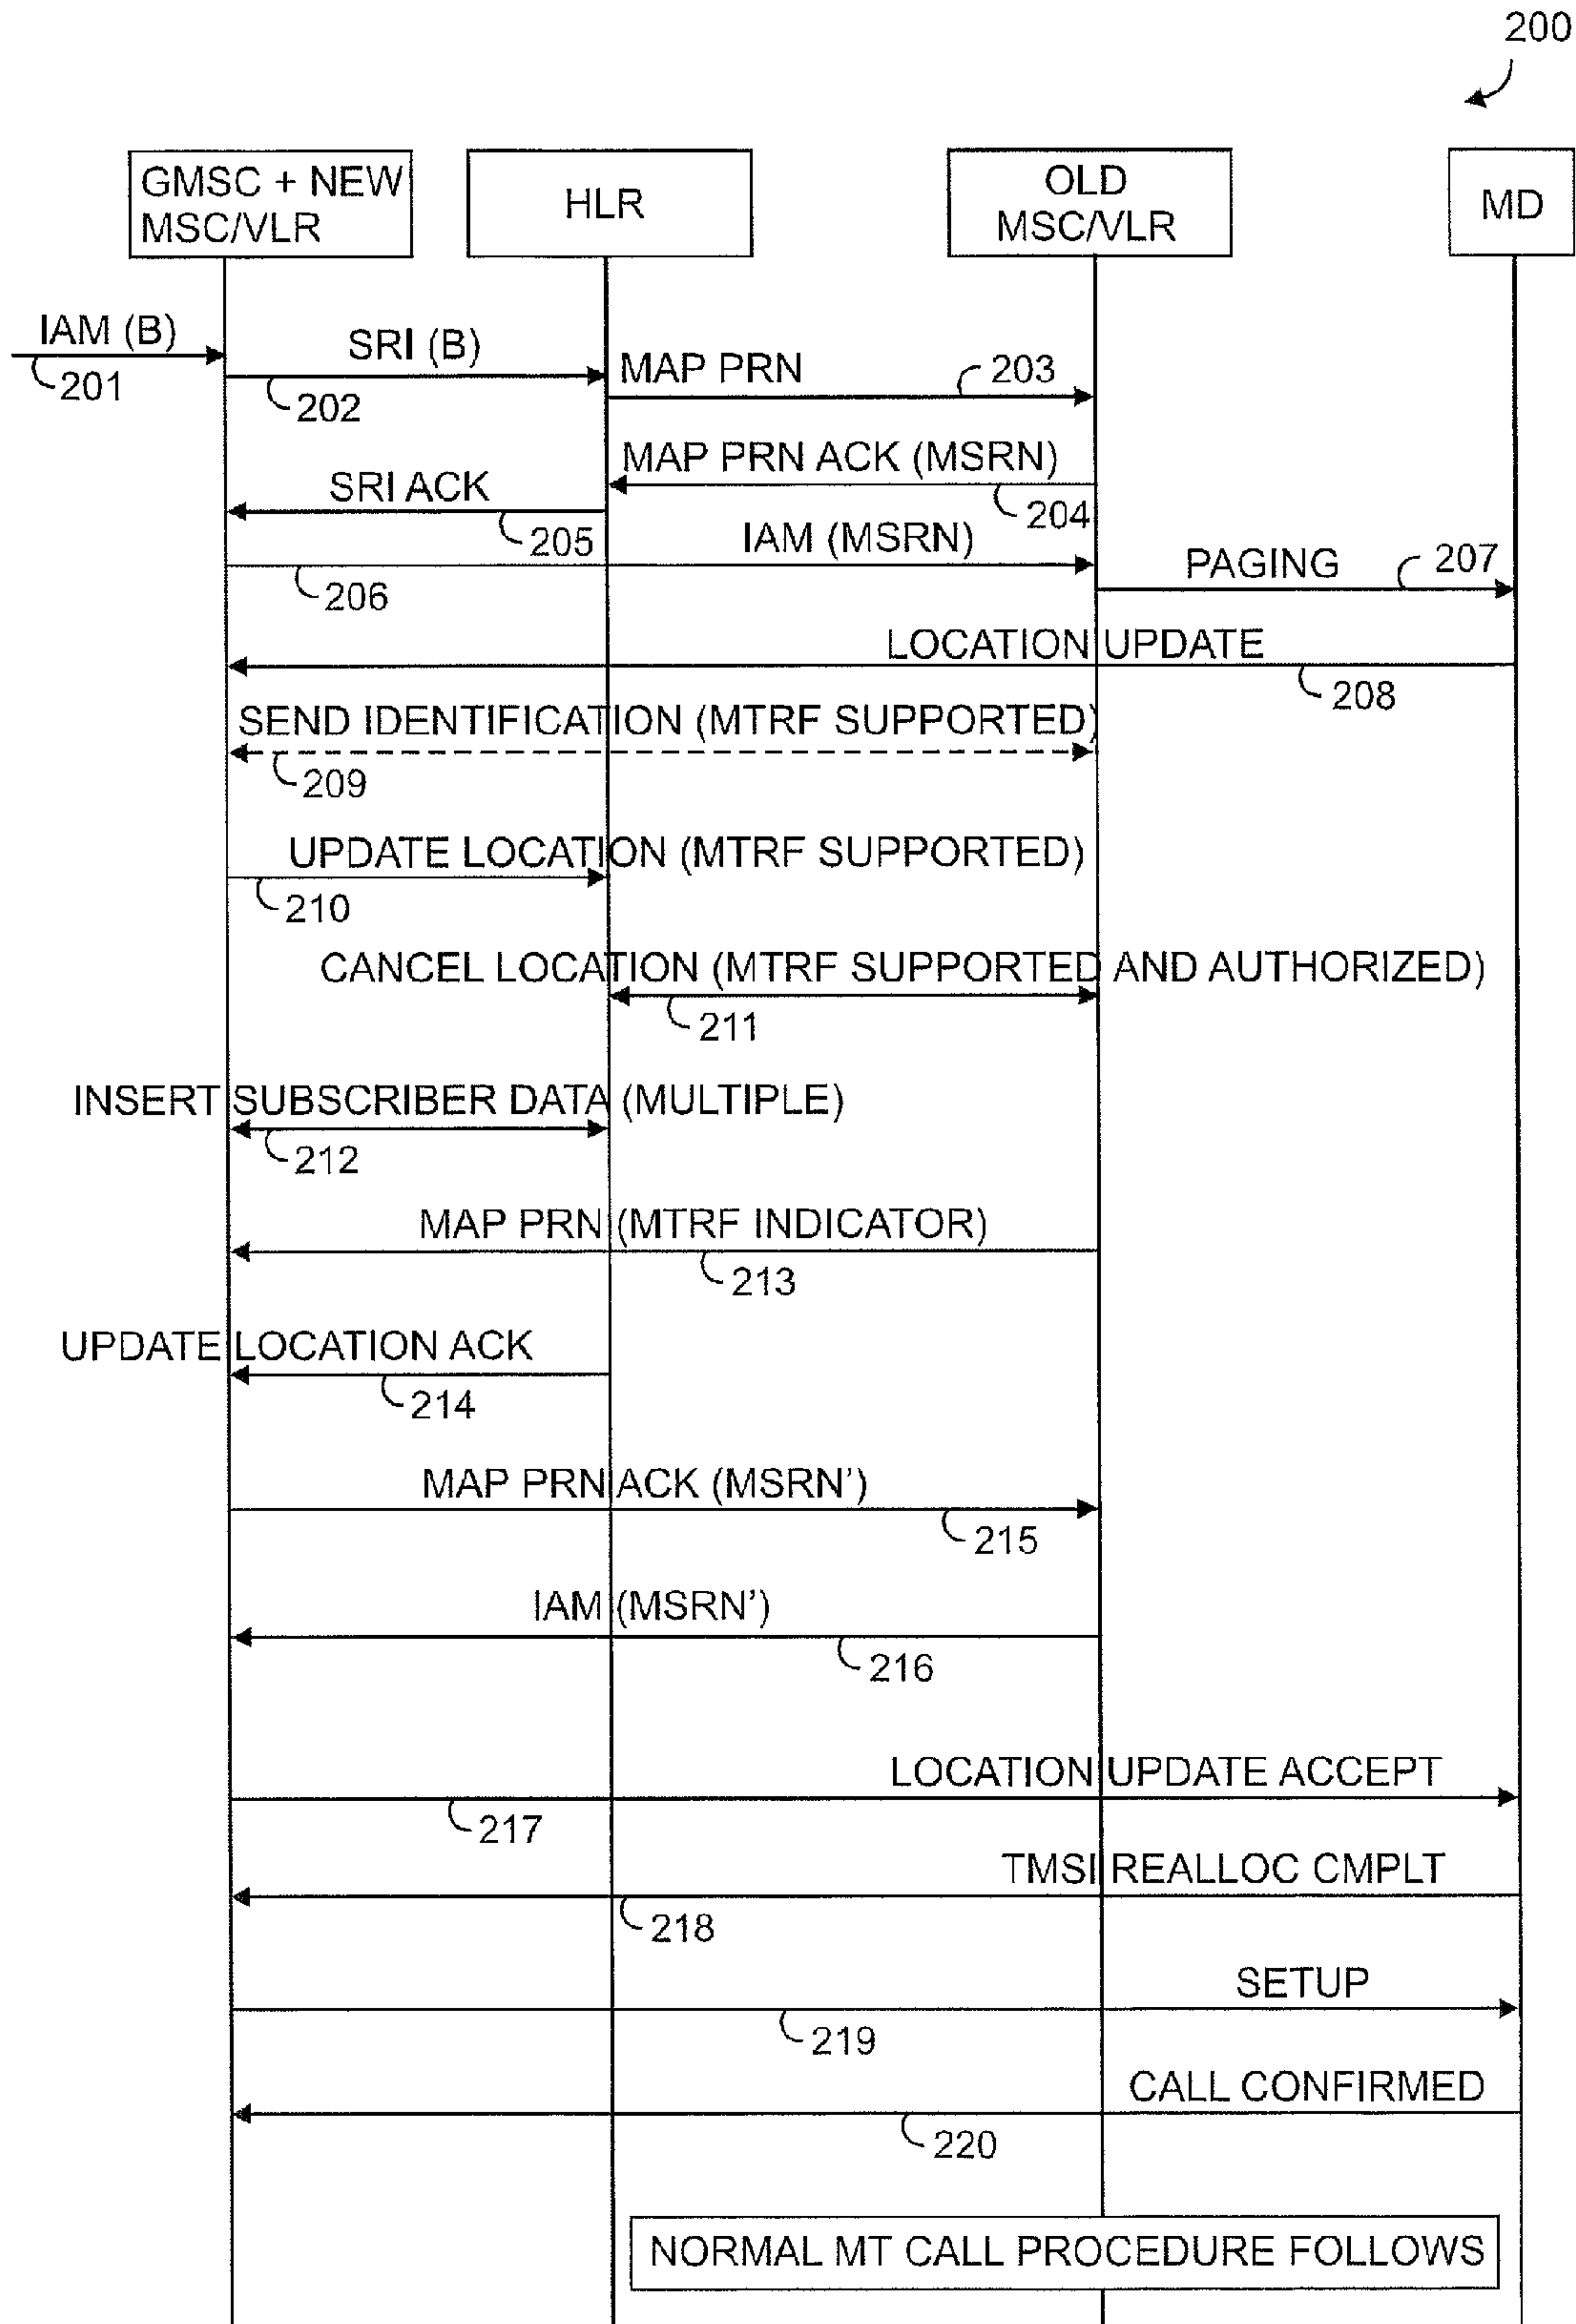 200
GMSC + NEW
MSC/VLR
HLR
OLD
MSC/VLR
MD
IAM (B)
201
SRI (B)
202
MAP PRN
203
MAP PRN ACK (MSRN)
204
SRI ACK
205
IAM (MSRN)
206
PAGING
207
LOCATION UPDATE
208
SEND IDENTIFICATION (MTRF SUPPORTED)
209
UPDATE LOCATION (MTRF SUPPORTED)
210
CANCEL LOCATION (MTRF SUPPORTED AND AUTHORIZED)
211
INSERT SUBSCRIBER DATA (MULTIPLE)
212
MAP PRN (MTRF INDICATOR)
213
UPDATE LOCATION ACK
214
MAP PRN ACK (MSRN')
215
IAM (MSRN')
216
LOCATION UPDATE ACCEPT
217
TMSI REALLOC CMPLT
218
SETUP
219
CALL CONFIRMED
220
NORMAL MT CALL PROCEDURE FOLLOWS